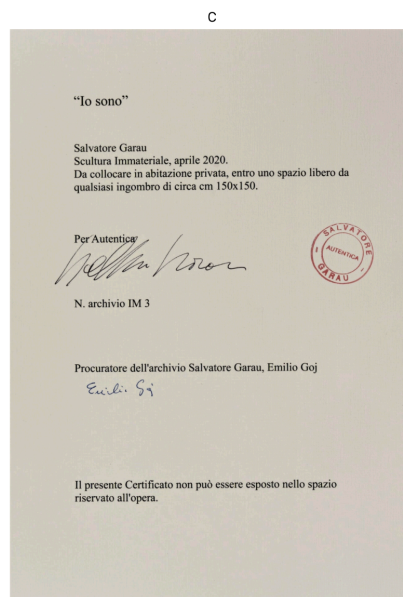 C
“Io sono”
Salvatore Garau
Scultura Immateriale, aprile 2020.
Da collocare in abitazione privata, entro uno spazio libero da
qualsiasi ingombro di circa cm 150x150.
Per Autentica
SALVATORE
AUTENTICA
GARAU
N. archivio IM 3
Procuratore dell'archivio Salvatore Garau, Emilio Goj
Emilio Goj
Il presente Certificato non può essere esposto nello spazio
riservato all'opera.